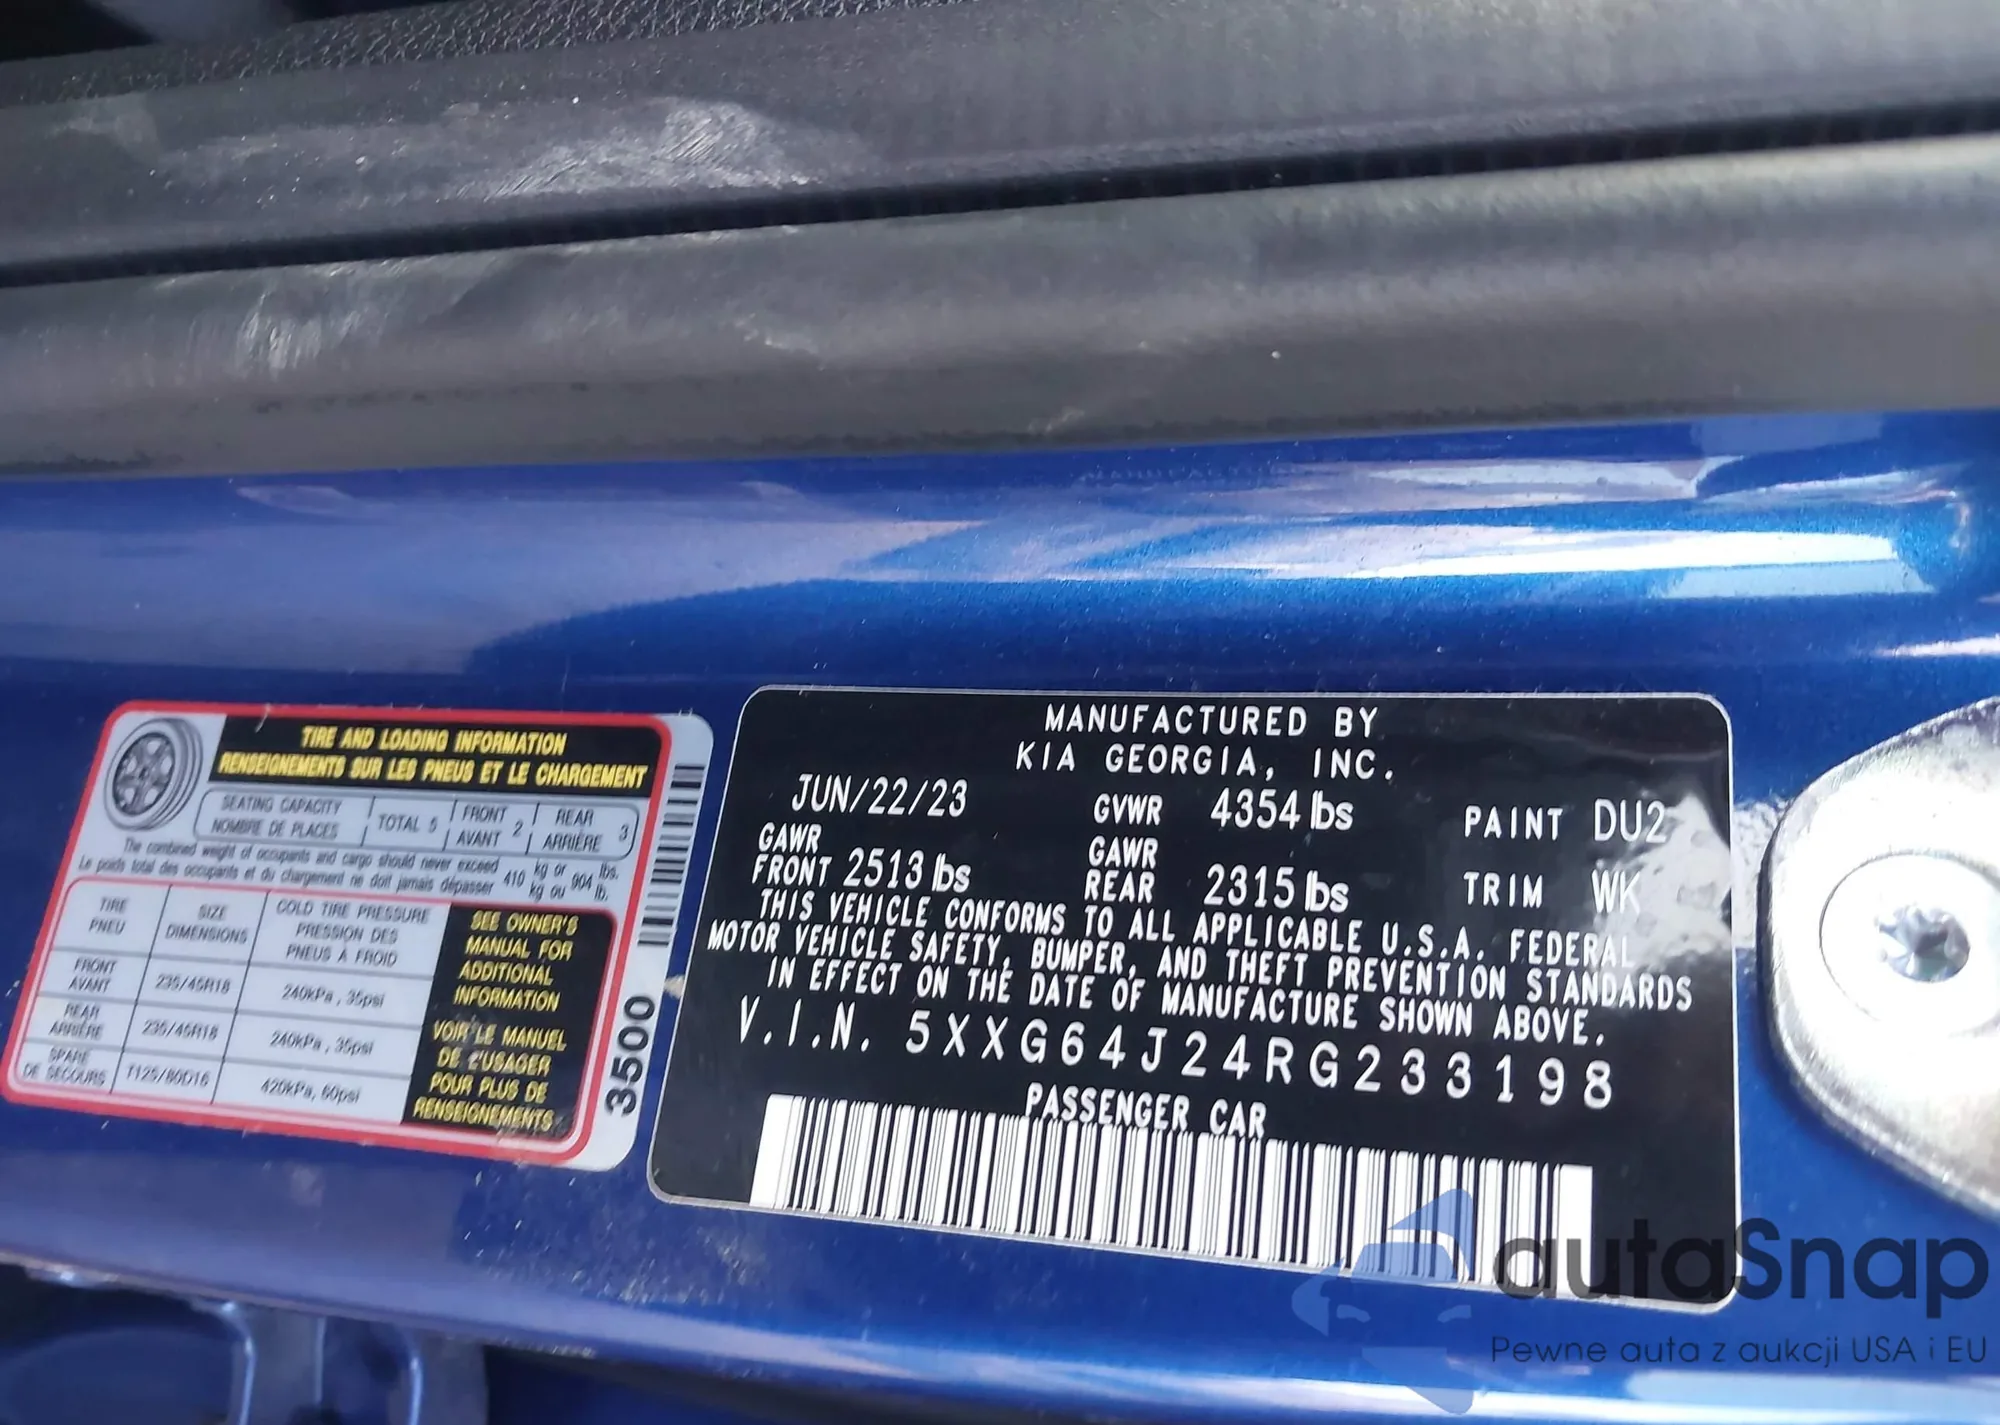 TIRE AND LOADING INFORMATION
RENSEIGNEMENTS SUR LES PNEUS ET LE CHARGEMENT
SEATING CAPACITY
NOMBRE DE PLACES
TOTAL 5
FRONT
AVANT 2
REAR
ARRIÈRE 3
The combined weight of occupants and cargo should never exceed 410 kg or 904 lbs.
Le poids total des occupants et du chargement ne doit jamais dépasser 410 kg ou 904 lb.
TIRE
PNEU
SIZE
DIMENSIONS
COLD TIRE PRESSURE
PRESSION DES
PNEUS A FROID
FRONT
AVANT
235/45R18
240kPa, 35psi
REAR
ARRIÈRE
235/45R18
240kPa, 35psi
SPARE
DE SECOURS
T125/80D16
420kPa, 60psi
SEE OWNER'S
MANUAL FOR
ADDITIONAL
INFORMATION
VOIR LE MANUEL
DE L'USAGER
POUR PLUS DE
RENSEIGNEMENTS
3500
MANUFACTURED BY
KIA GEORGIA, INC.
JUN/22/23 GVWR 4354 lbs PAINT DU2
GAWR FRONT 2513 lbs GAWR REAR 2315 lbs TRIM WK
THIS VEHICLE CONFORMS TO ALL APPLICABLE U.S.A. FEDERAL
MOTOR VEHICLE SAFETY, BUMPER, AND THEFT PREVENTION STANDARDS
IN EFFECT ON THE DATE OF MANUFACTURE SHOWN ABOVE.
V.I.N. 5XXG64J24RG233198
PASSENGER CAR
autaSnap
Pewne auta z aukcji USA i EU